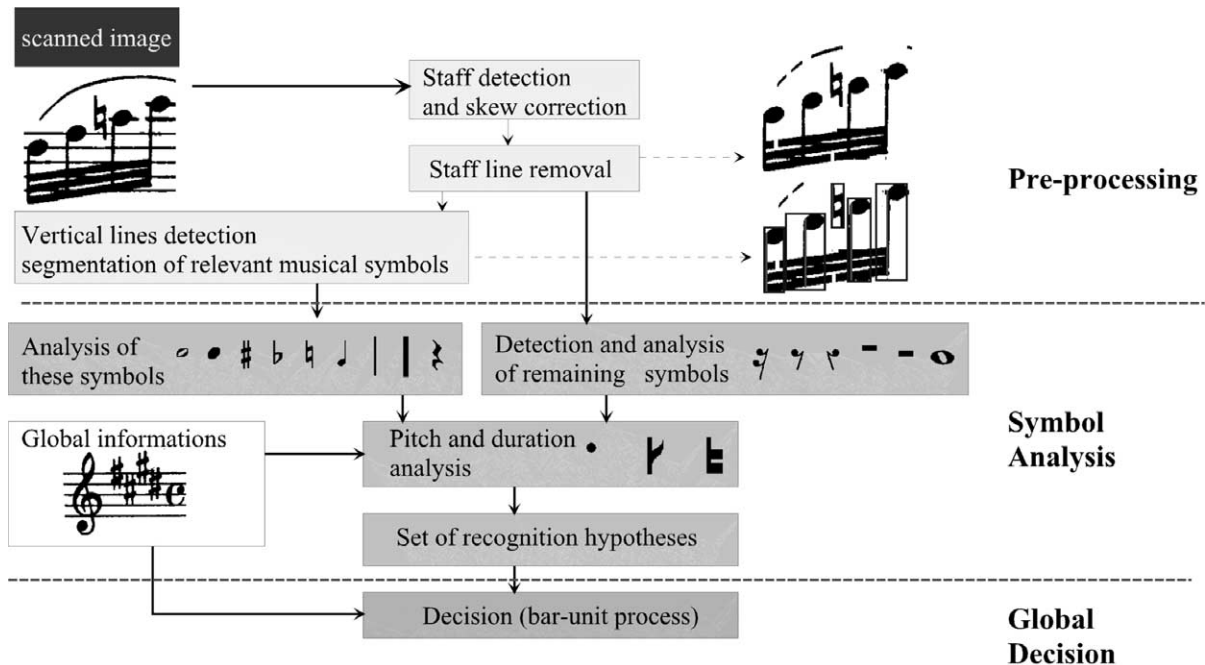 scanned image
Staff detection
and skew correction
Staff line removal
Pre-processing
Vertical lines detection
segmentation of relevant musical symbols
Analysis of
these symbols
Detection and analysis
of remaining symbols
Symbol
Analysis
Global informations
Pitch and duration
analysis
Set of recognition hypotheses
Decision (bar-unit process)
Global
Decision